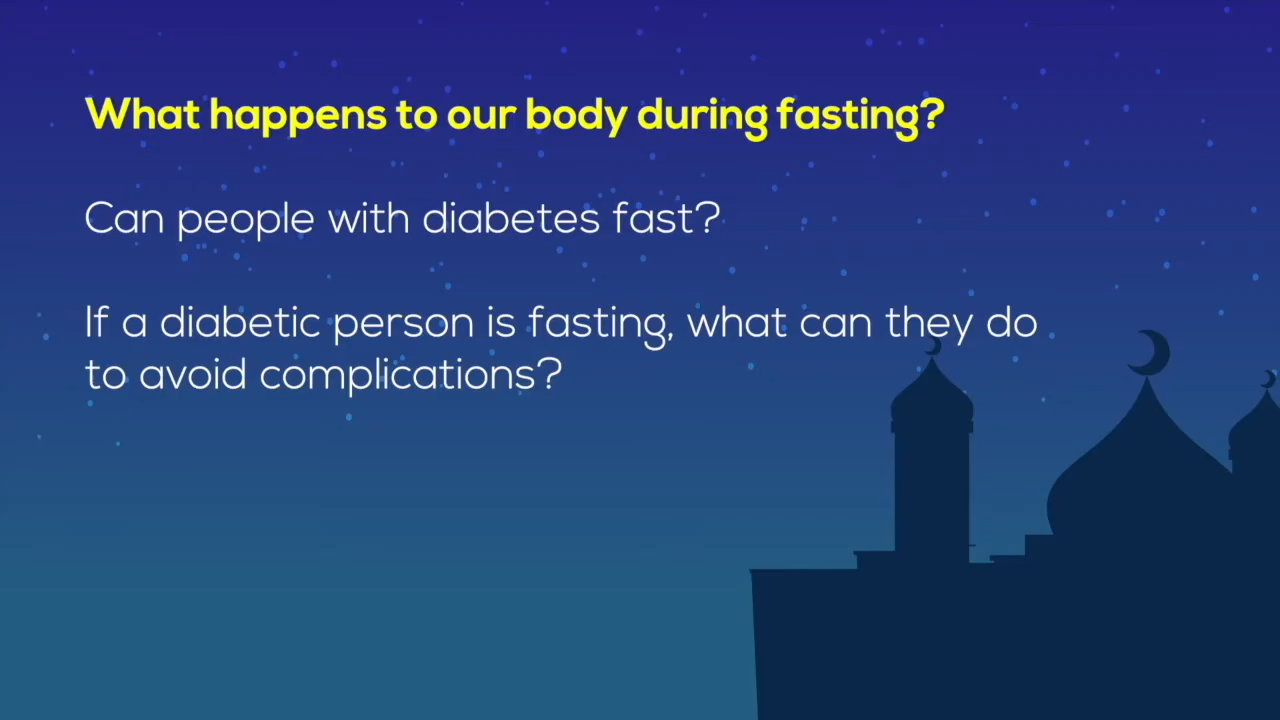 What happens to our body during fasting?
Can people with diabetes fast?
If a diabetic person is fasting, what can they do
to avoid complications?